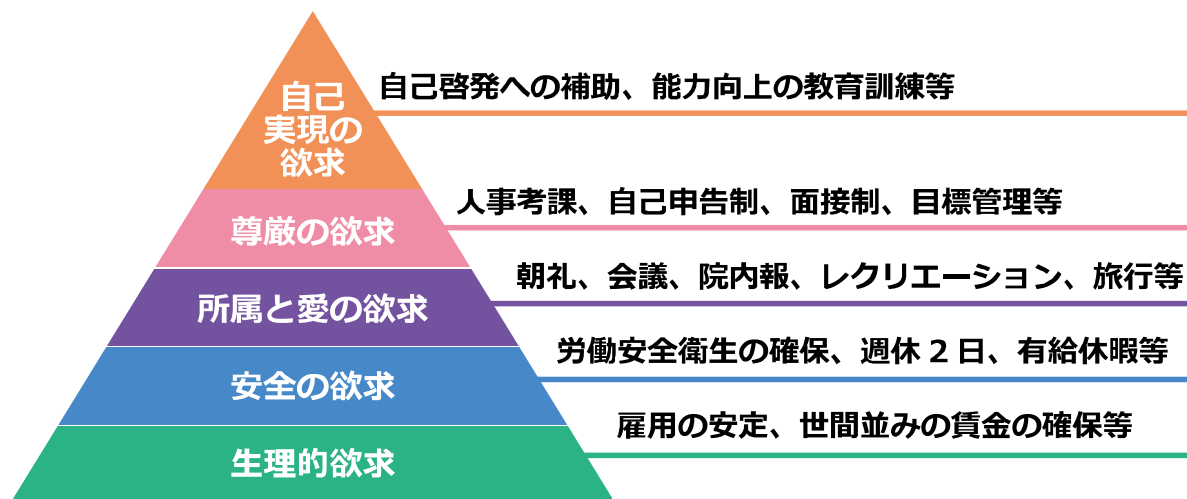 自己
実現の
欲求
自己啓発への補助、能力向上の教育訓練等
尊厳の欲求
人事考課、自己申告制、面接制、目標管理等
所属と愛の欲求
朝礼、会議、院内報、レクリエーション、旅行等
安全の欲求
労働安全衛生の確保、週休2日、有給休暇等
生理的欲求
雇用の安定、世間並みの賃金の確保等